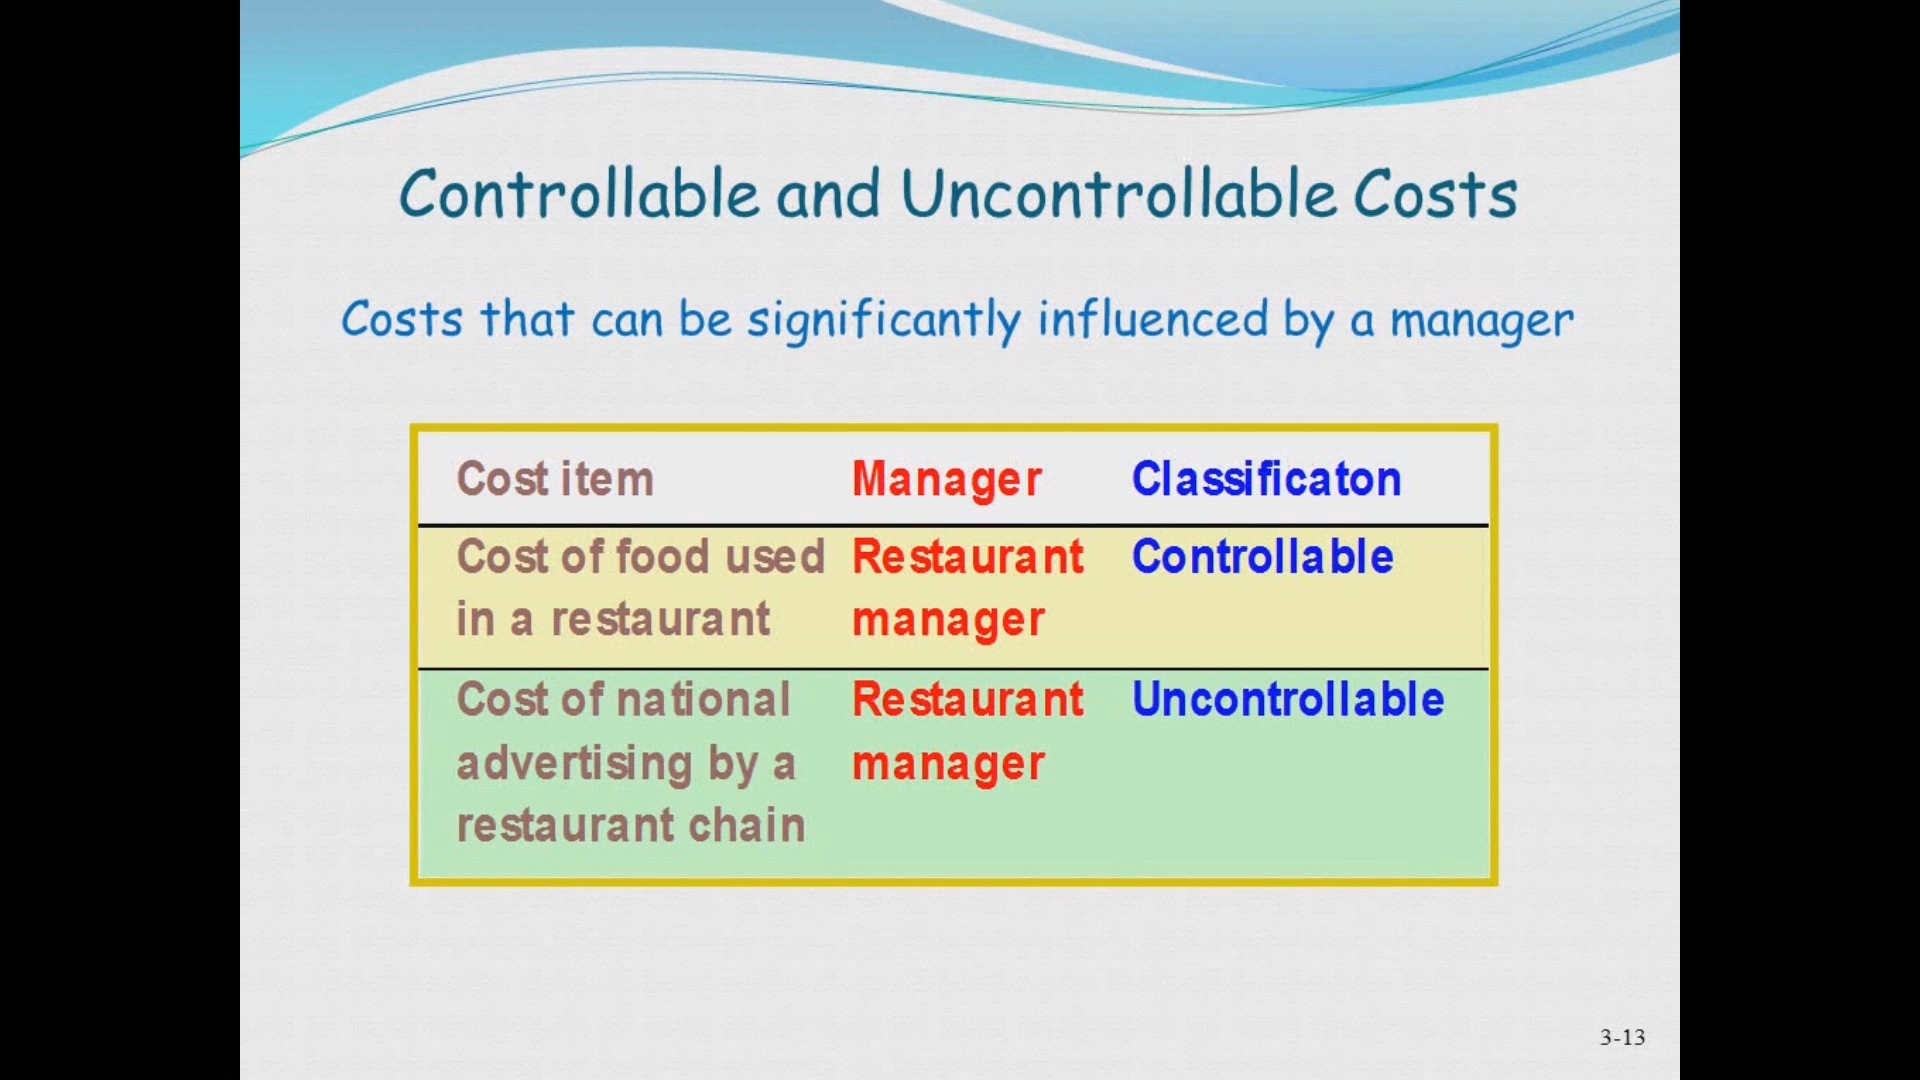 Controllable and Uncontrollable Costs
Costs that can be significantly influenced by a manager
Cost item Manager Classificaton
Cost of food used Restaurant Controllable
in a restaurant manager
Cost of national Restaurant Uncontrollable
advertising by a manager
restaurant chain
3-13